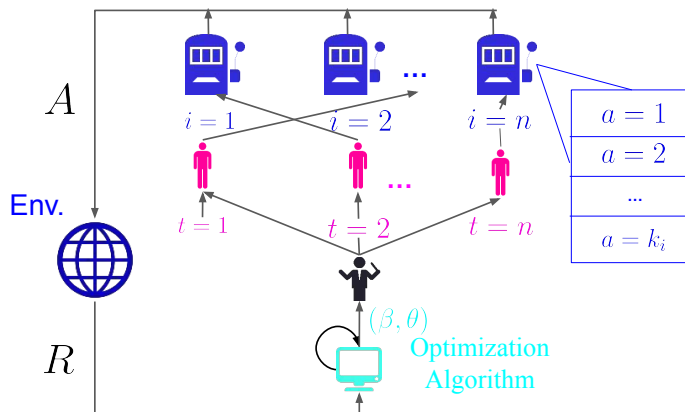 A
...
i = 1
i = 2
i = n
a = 1
a = 2
...
a = k_i
Env.
...
t = 1
t = 2
t = n
(β, θ)
R
Optimization
Algorithm